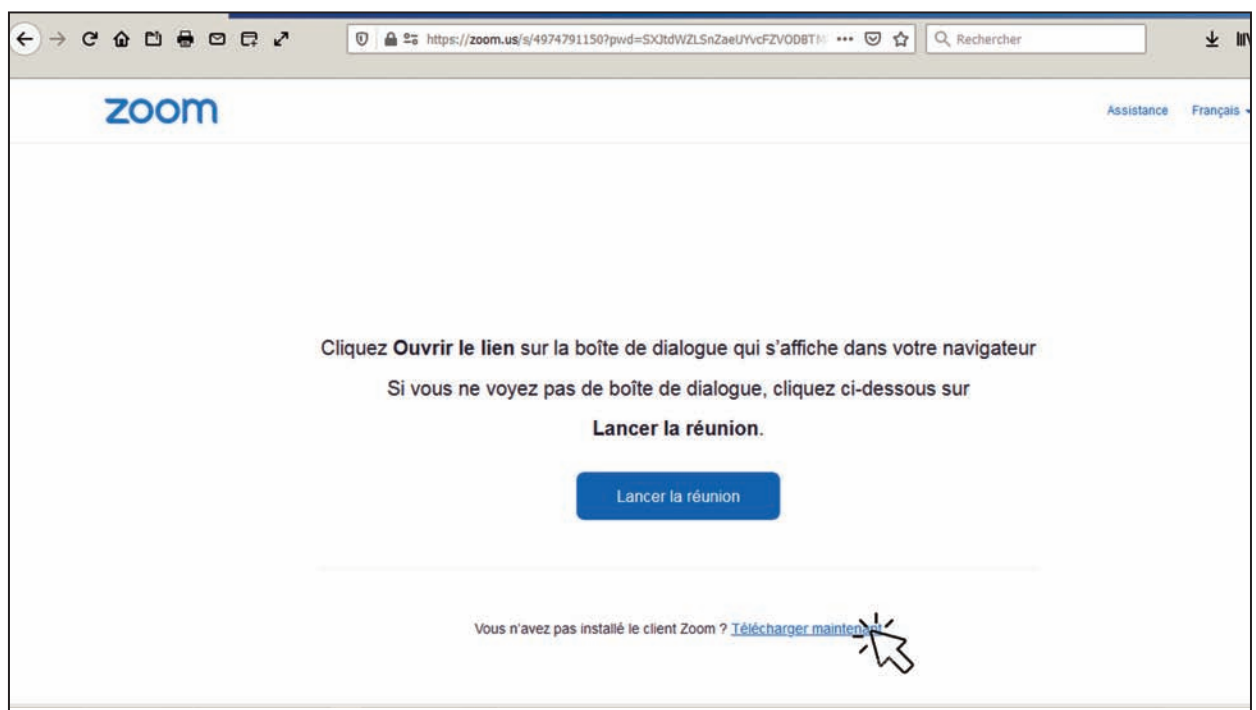 https://zoom.us/s/4974791150?pwd=SXJtdWZLSnZaeUYvcFZVODBTM
Rechercher
zoom
Assistance Français
Cliquez Ouvrir le lien sur la boîte de dialogue qui s'affiche dans votre navigateur
Si vous ne voyez pas de boîte de dialogue, cliquez ci-dessous sur
Lancer la réunion.
Lancer la réunion
Vous n'avez pas installé le client Zoom ? Télécharger maintenant